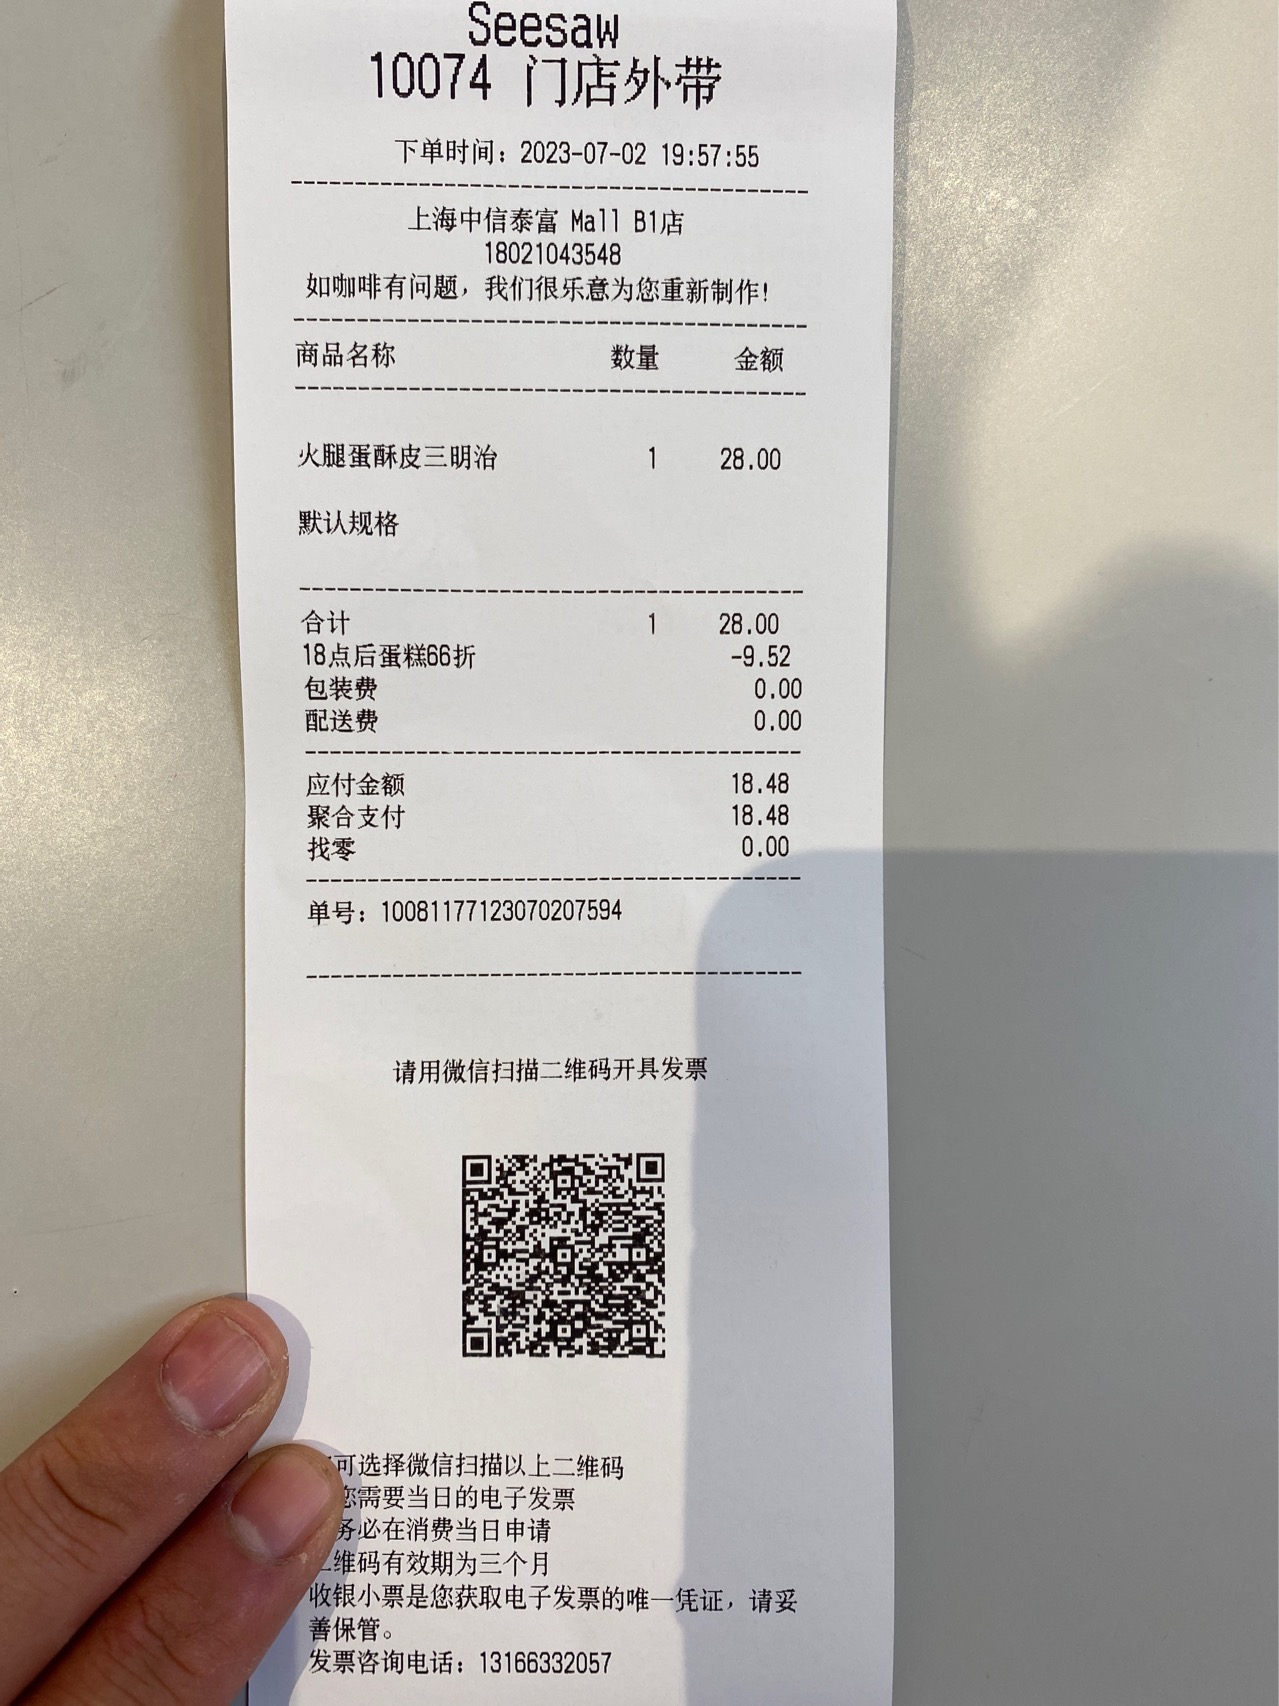 Seesaw
10074 门店外带
下单时间：2023-07-02 19:57:55
上海中信泰富 Mall B1店
18021043548
如咖啡有问题，我们很乐意为您重新制作!
商品名称 数量 金额
火腿蛋酥皮三明治 1 28.00
默认规格
合计 1 28.00
18点后蛋糕66折 -9.52
包装费 0.00
配送费 0.00
应付金额 18.48
聚合支付 18.48
找零 0.00
单号：10081177123070207594
请用微信扫描二维码开具发票
可选择微信扫描以上二维码
您需要当日的电子发票
务必在消费当日申请
二维码有效期为三个月
收银小票是您获取电子发票的唯一凭证，请妥
善保管。
发票咨询电话：13166332057